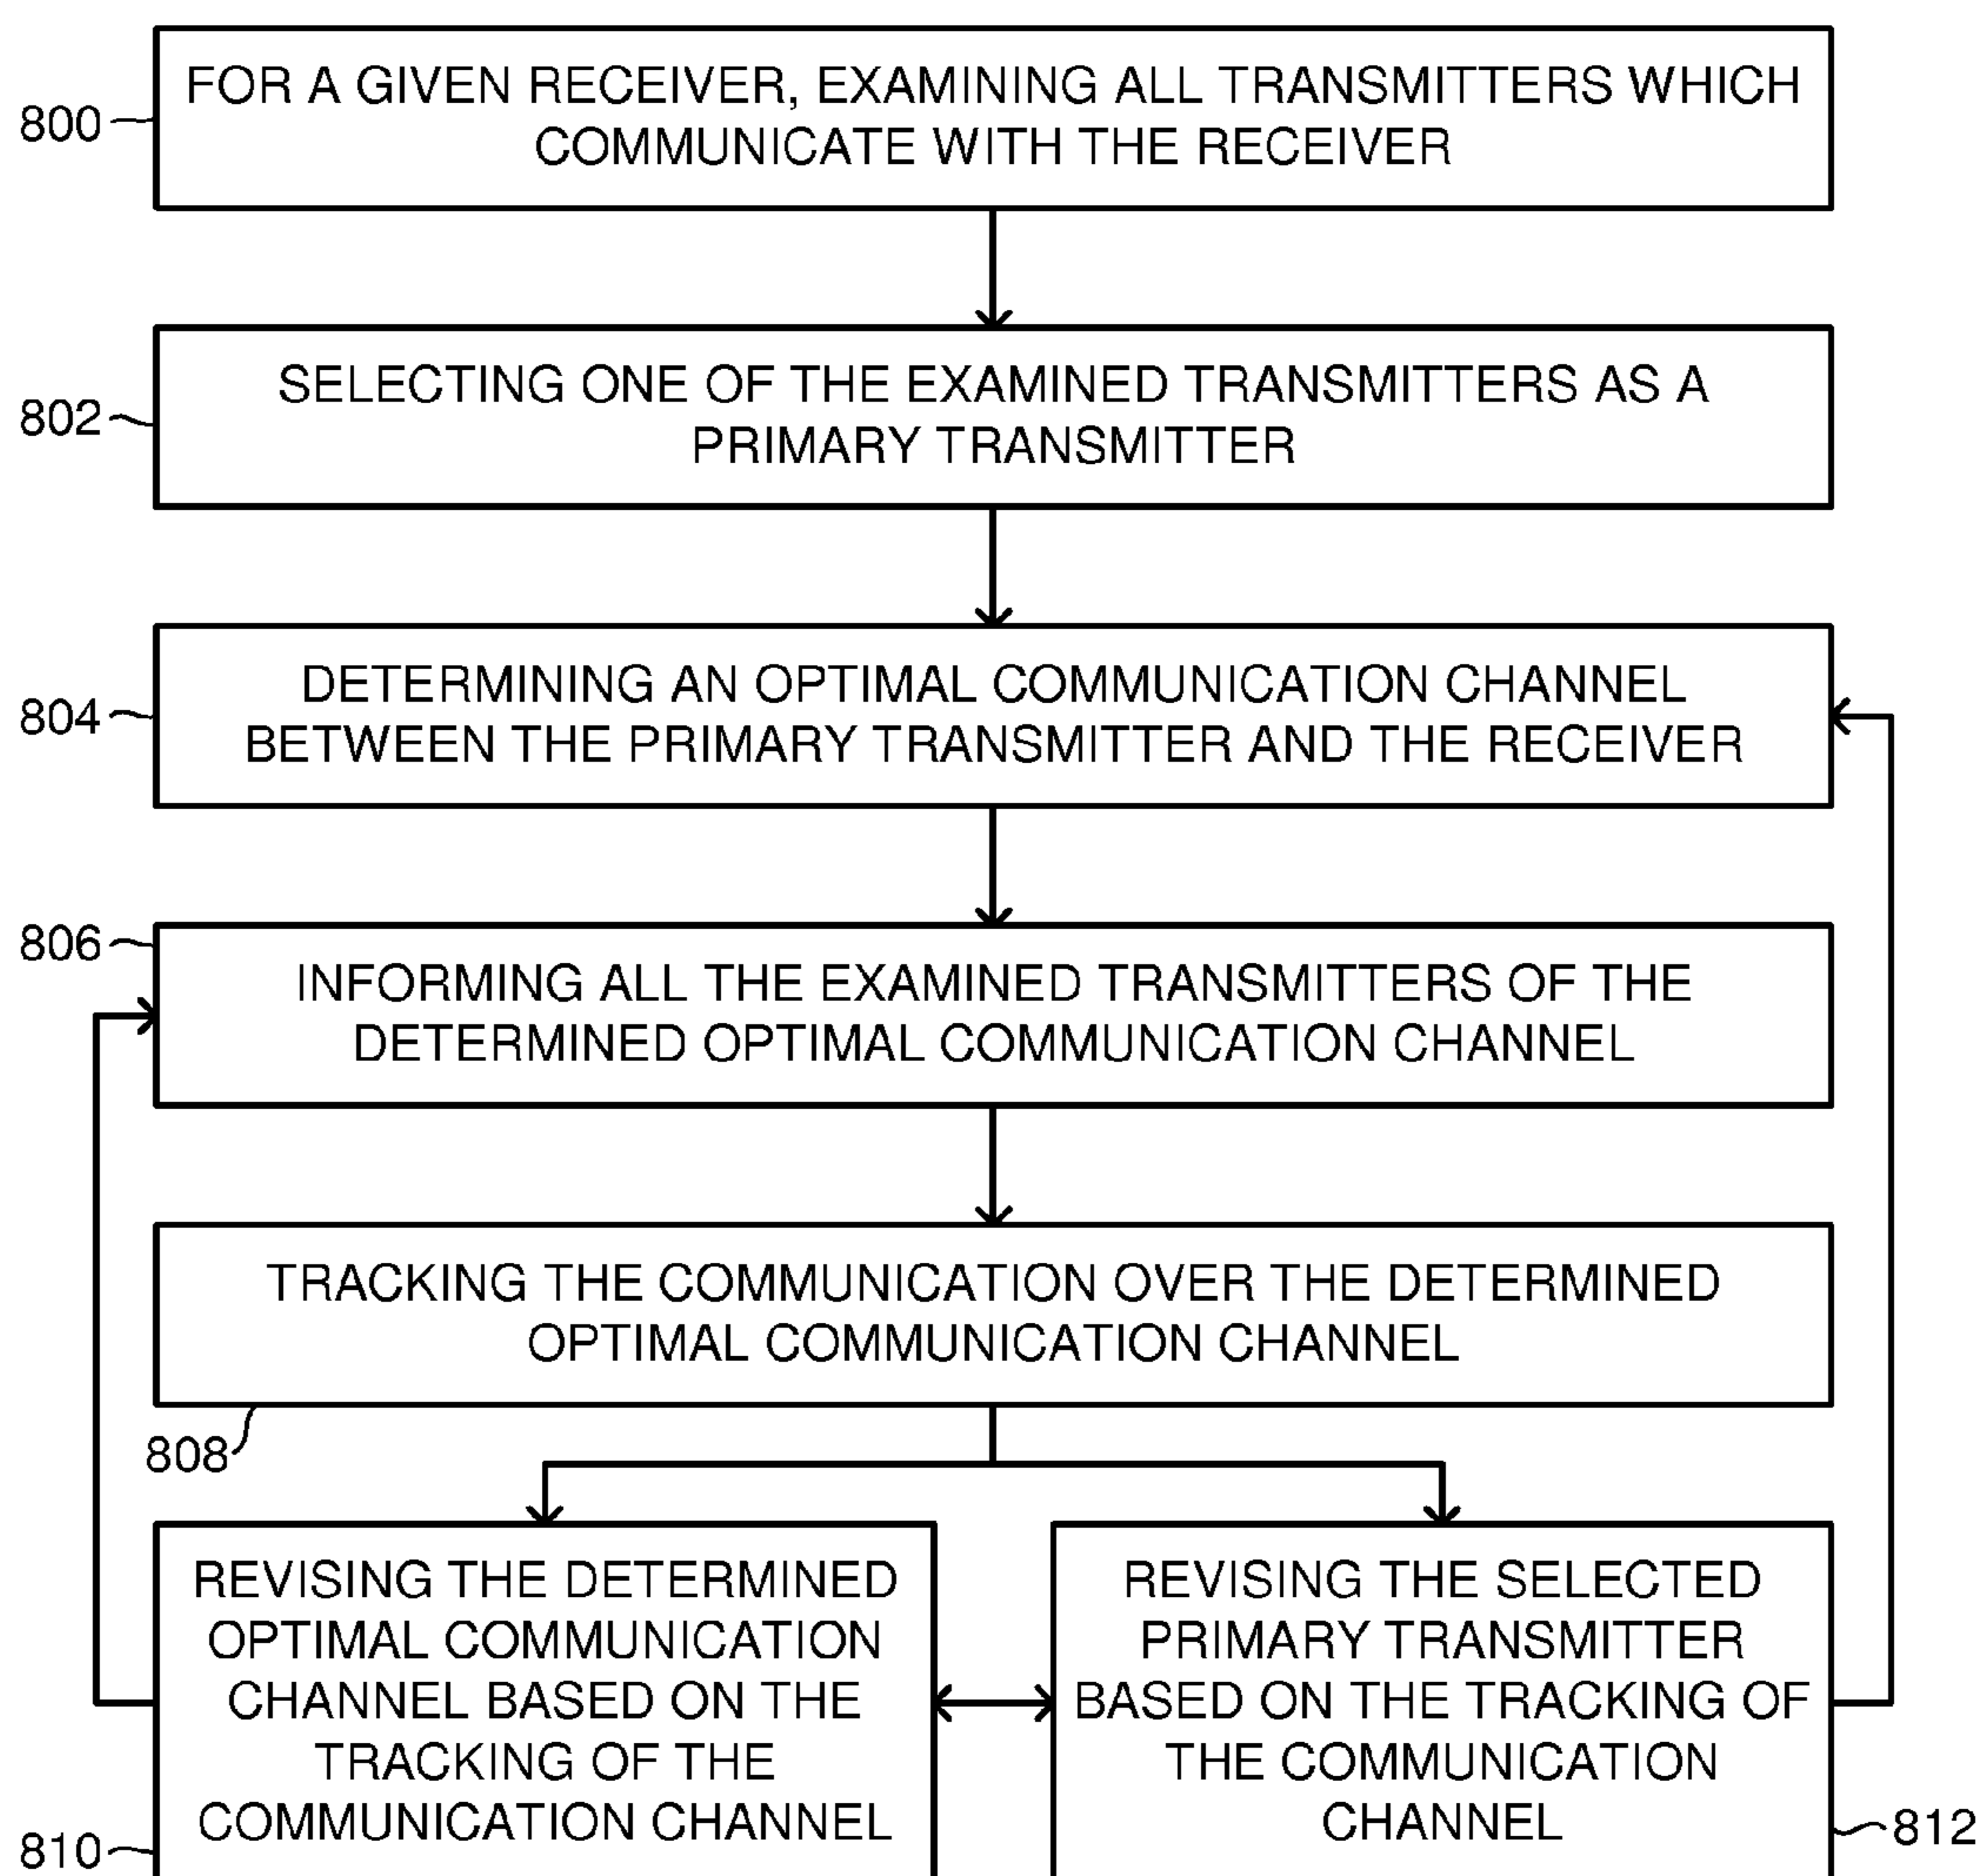 FOR A GIVEN RECEIVER, EXAMINING ALL TRANSMITTERS WHICH
COMMUNICATE WITH THE RECEIVER
800
SELECTING ONE OF THE EXAMINED TRANSMITTERS AS A
PRIMARY TRANSMITTER
802
DETERMINING AN OPTIMAL COMMUNICATION CHANNEL
BETWEEN THE PRIMARY TRANSMITTER AND THE RECEIVER
804
806
INFORMING ALL THE EXAMINED TRANSMITTERS OF THE
DETERMINED OPTIMAL COMMUNICATION CHANNEL
TRACKING THE COMMUNICATION OVER THE DETERMINED
OPTIMAL COMMUNICATION CHANNEL
808
REVISING THE DETERMINED
OPTIMAL COMMUNICATION
CHANNEL BASED ON THE
TRACKING OF THE
COMMUNICATION CHANNEL
810
REVISING THE SELECTED
PRIMARY TRANSMITTER
BASED ON THE TRACKING OF
THE COMMUNICATION
CHANNEL
812